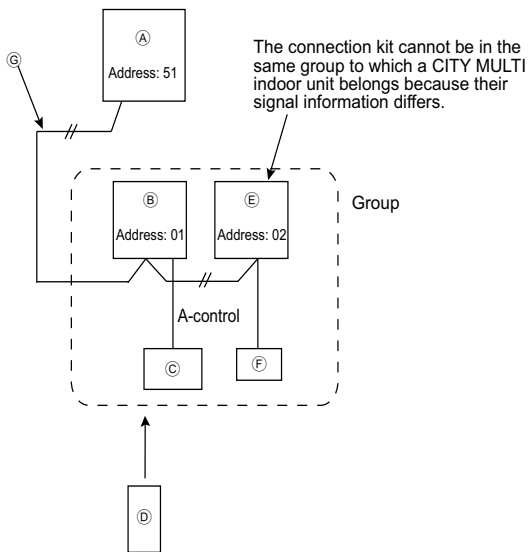 Ⓐ
Address: 51
Ⓖ
The connection kit cannot be in the
same group to which a CITY MULTI
indoor unit belongs because their
signal information differs.
Ⓑ
Address: 01
Ⓔ
Address: 02
Group
A-control
Ⓒ
Ⓕ
Ⓓ